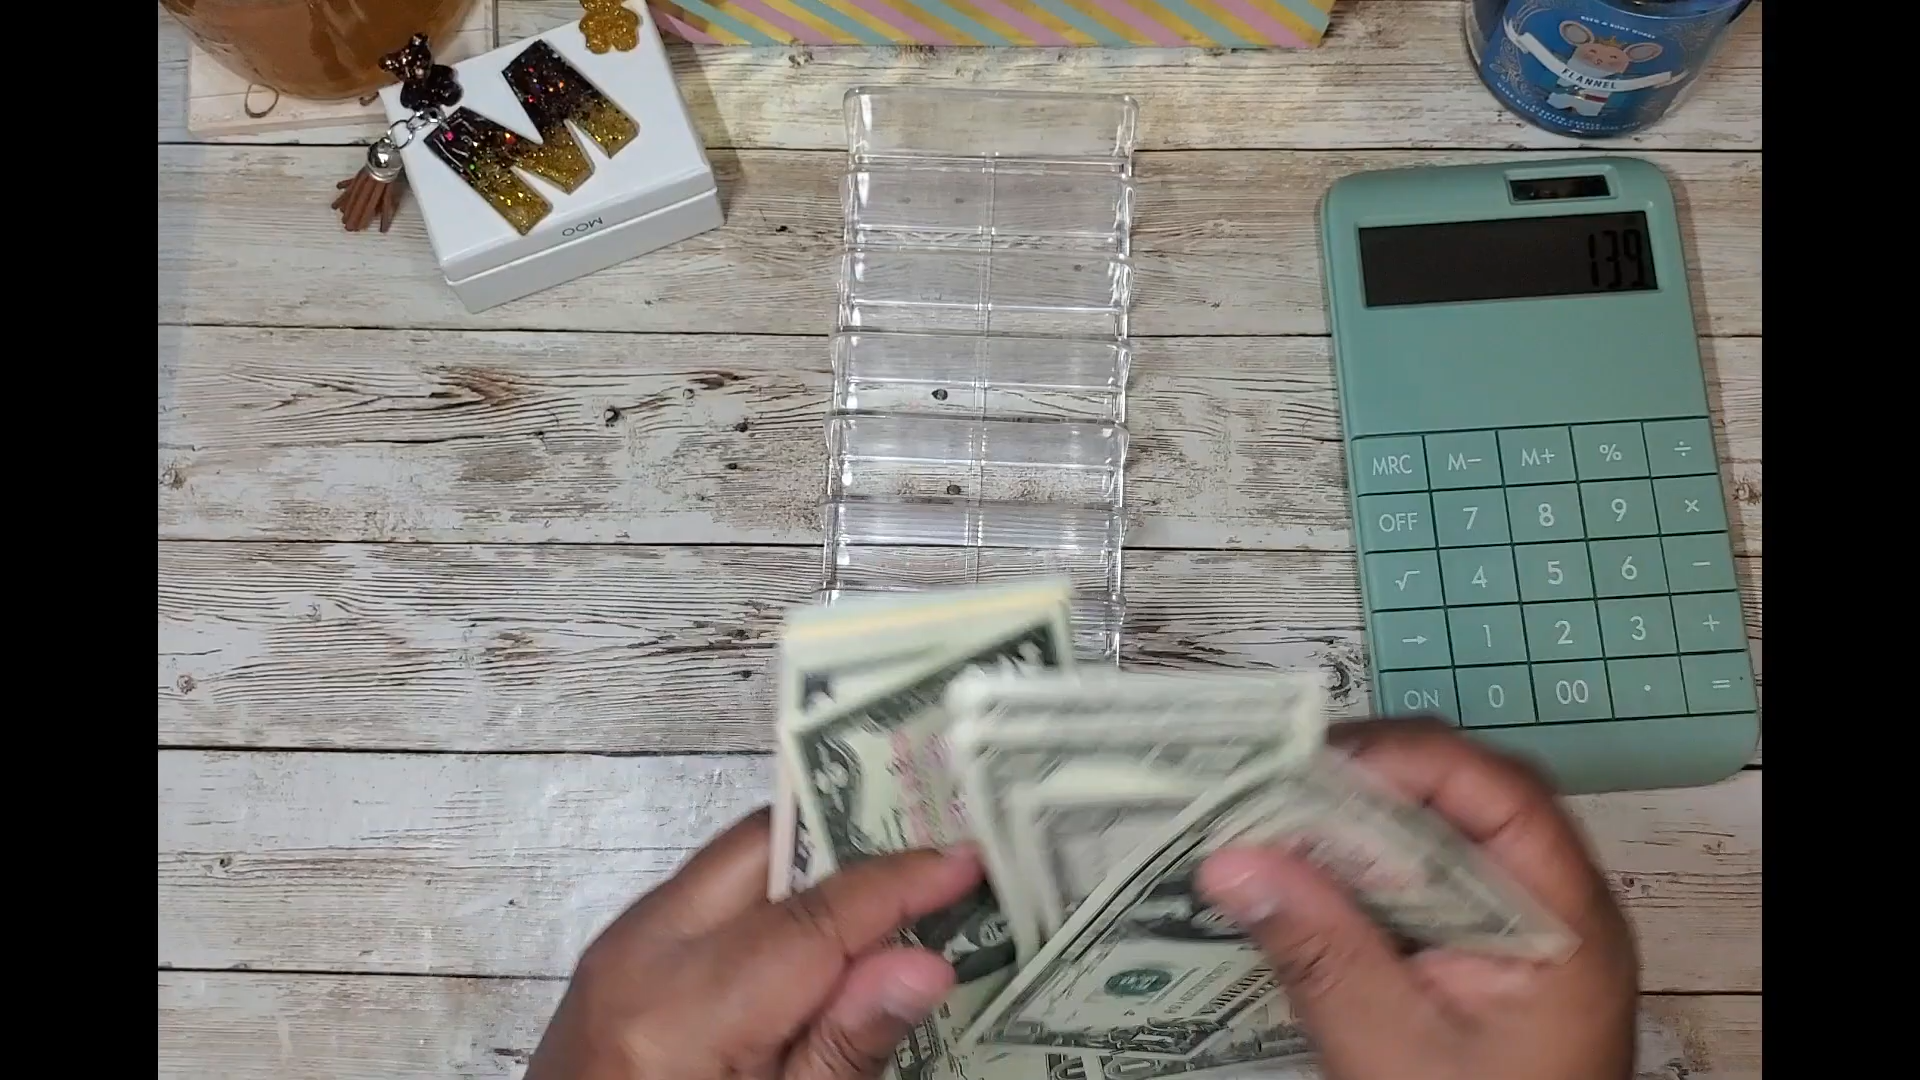 M
MOO
FLANNEL
139
MRC M− M+ % ÷
OFF 7 8 9 ×
√ 4 5 6 −
→ 1 2 3 +
ON 0 00 . =